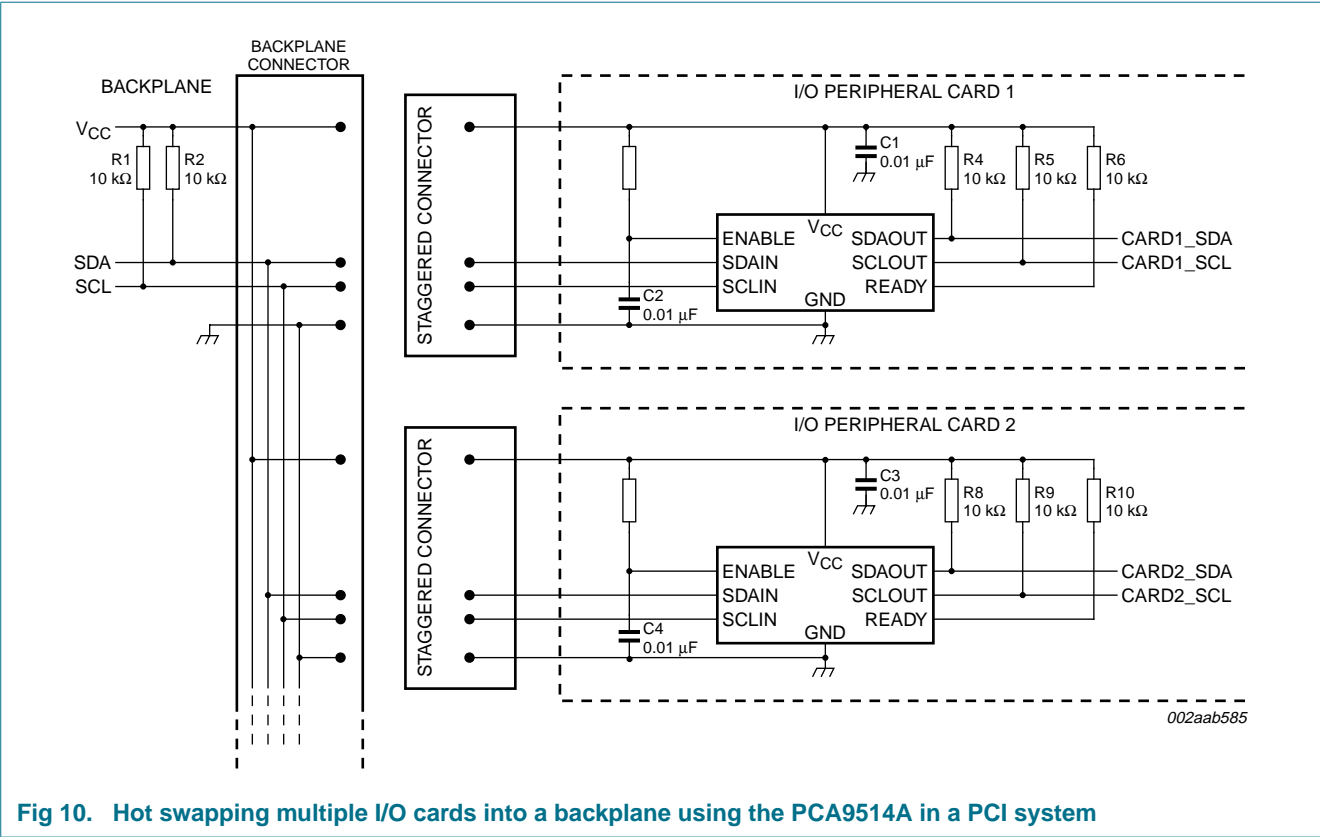 BACKPLANE
CONNECTOR
BACKPLANE
VCC
R1
10 kΩ
R2
10 kΩ
SDA
SCL
STAGGERED CONNECTOR
I/O PERIPHERAL CARD 1
C1
0.01 μF
R4
10 kΩ
R5
10 kΩ
R6
10 kΩ
VCC
ENABLE
SDAIN
SCLIN
SDAOUT
SCLOUT
READY
GND
CARD1_SDA
CARD1_SCL
C2
0.01 μF
STAGGERED CONNECTOR
I/O PERIPHERAL CARD 2
C3
0.01 μF
R8
10 kΩ
R9
10 kΩ
R10
10 kΩ
VCC
ENABLE
SDAIN
SCLIN
SDAOUT
SCLOUT
READY
GND
CARD2_SDA
CARD2_SCL
C4
0.01 μF
002aab585
Fig 10. Hot swapping multiple I/O cards into a backplane using the PCA9514A in a PCI system